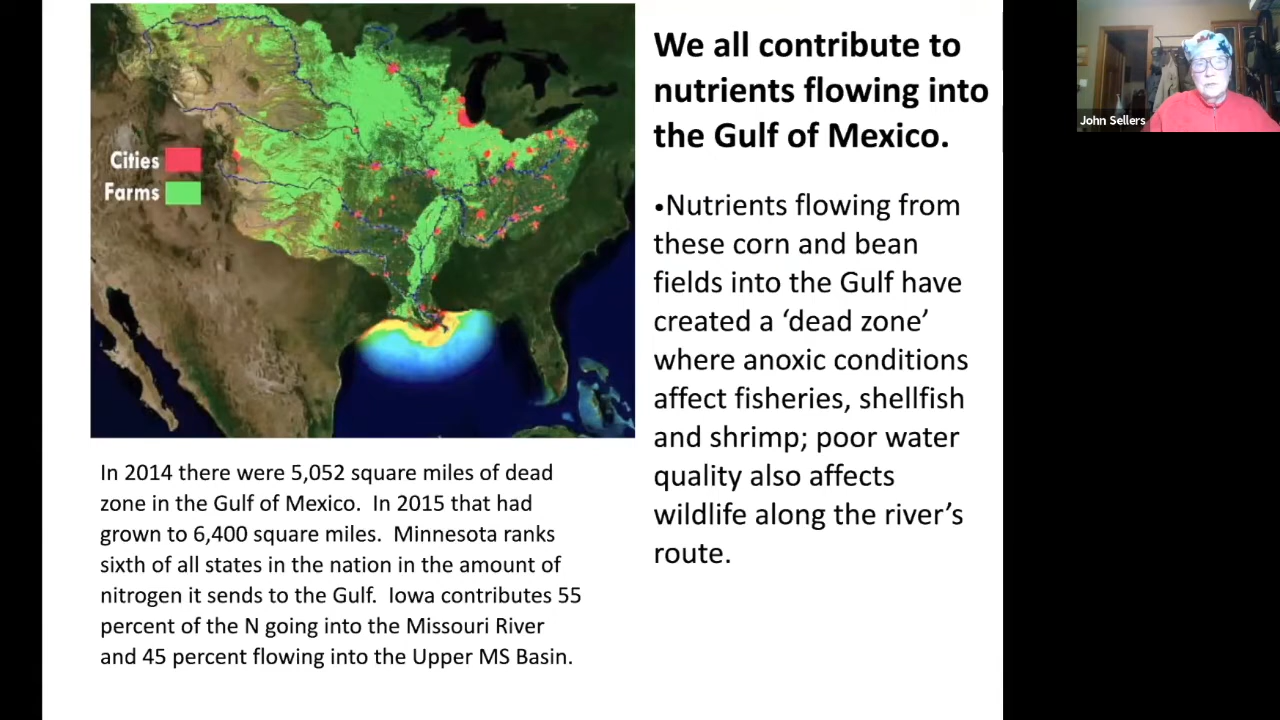 Cities
Farms
We all contribute to
nutrients flowing into
the Gulf of Mexico.
•Nutrients flowing from
these corn and bean
fields into the Gulf have
created a ‘dead zone’
where anoxic conditions
affect fisheries, shellfish
and shrimp; poor water
quality also affects
wildlife along the river’s
route.
In 2014 there were 5,052 square miles of dead
zone in the Gulf of Mexico.  In 2015 that had
grown to 6,400 square miles.  Minnesota ranks
sixth of all states in the nation in the amount of
nitrogen it sends to the Gulf.  Iowa contributes 55
percent of the N going into the Missouri River
and 45 percent flowing into the Upper MS Basin.
John Sellers